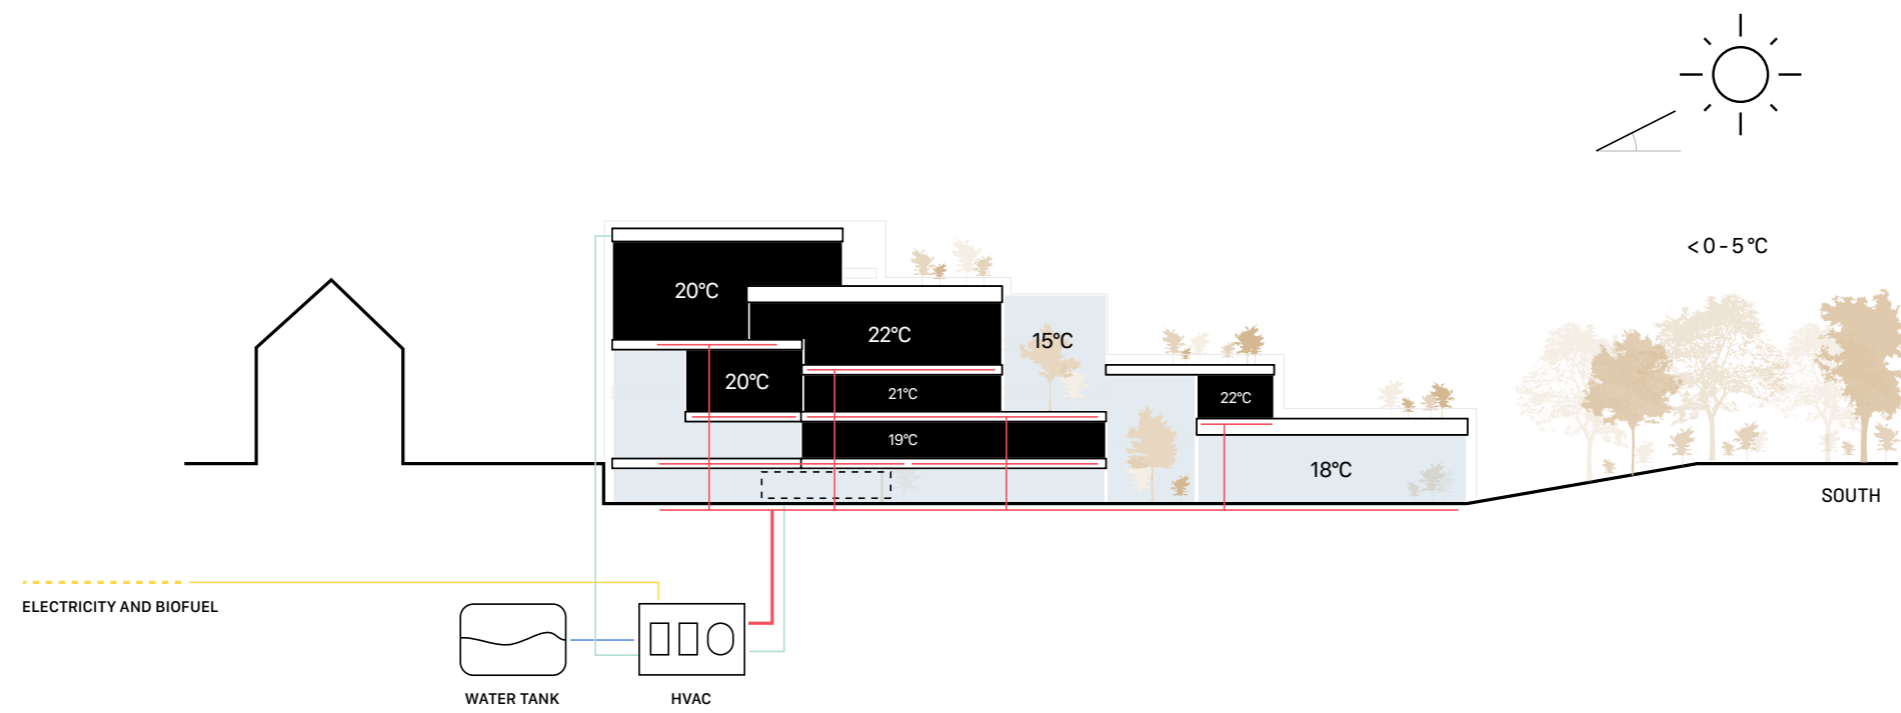 < 0 - 5 °C
20°C
22°C
15°C
20°C
21°C
22°C
19°C
18°C
SOUTH
ELECTRICITY AND BIOFUEL
WATER TANK
HVAC